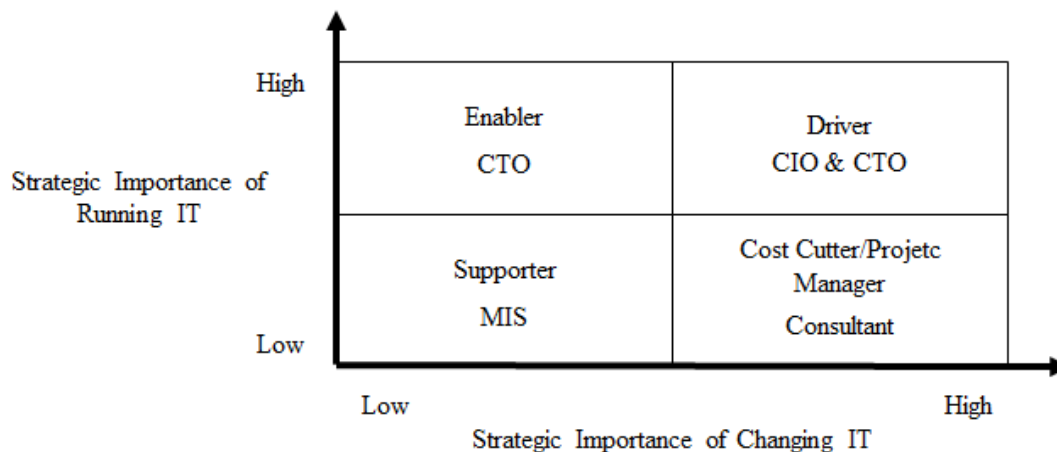 High
Enabler
CTO
Driver
CIO & CTO
Strategic Importance of
Running IT
Supporter
MIS
Cost Cutter/Projetc
Manager
Consultant
Low
Low
High
Strategic Importance of Changing IT